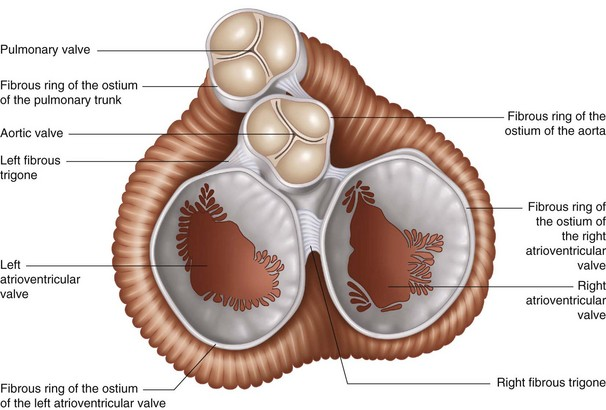 Pulmonary valve
Fibrous ring of the ostium
of the pulmonary trunk
Aortic valve
Left fibrous
trigone
Left
atrioventricular
valve
Fibrous ring of the ostium
of the left atrioventricular valve
Fibrous ring of the
ostium of the aorta
Fibrous ring of
the ostium of
the right
atrioventricular
valve
Right
atrioventricular
valve
Right fibrous trigone